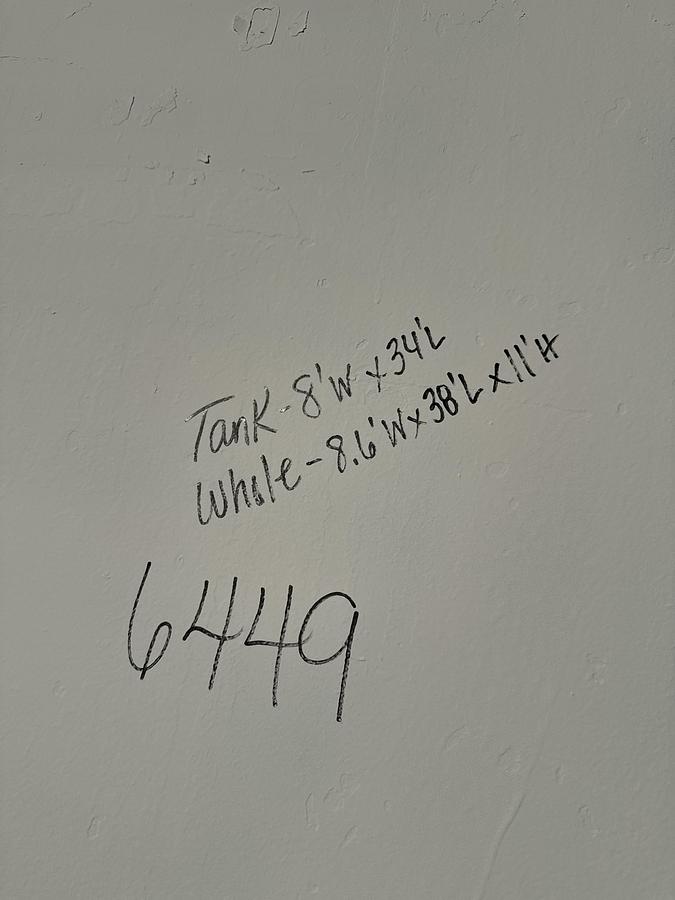 Tank - 8'W x 34'L
Whole - 8.6'W x 38'L x 11'H
6449